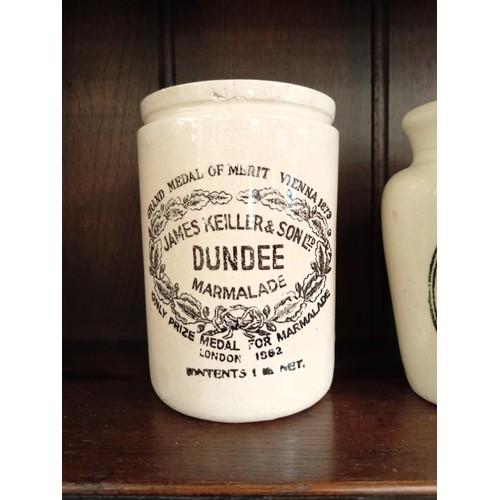 GRAND MEDAL OF MERIT VIENNA 1873
JAMES KEILLER & SON LTD
DUNDEE
MARMALADE
ONLY PRIZE MEDAL FOR MARMALADE
LONDON 1862
CONTENTS 1 LB. NET.